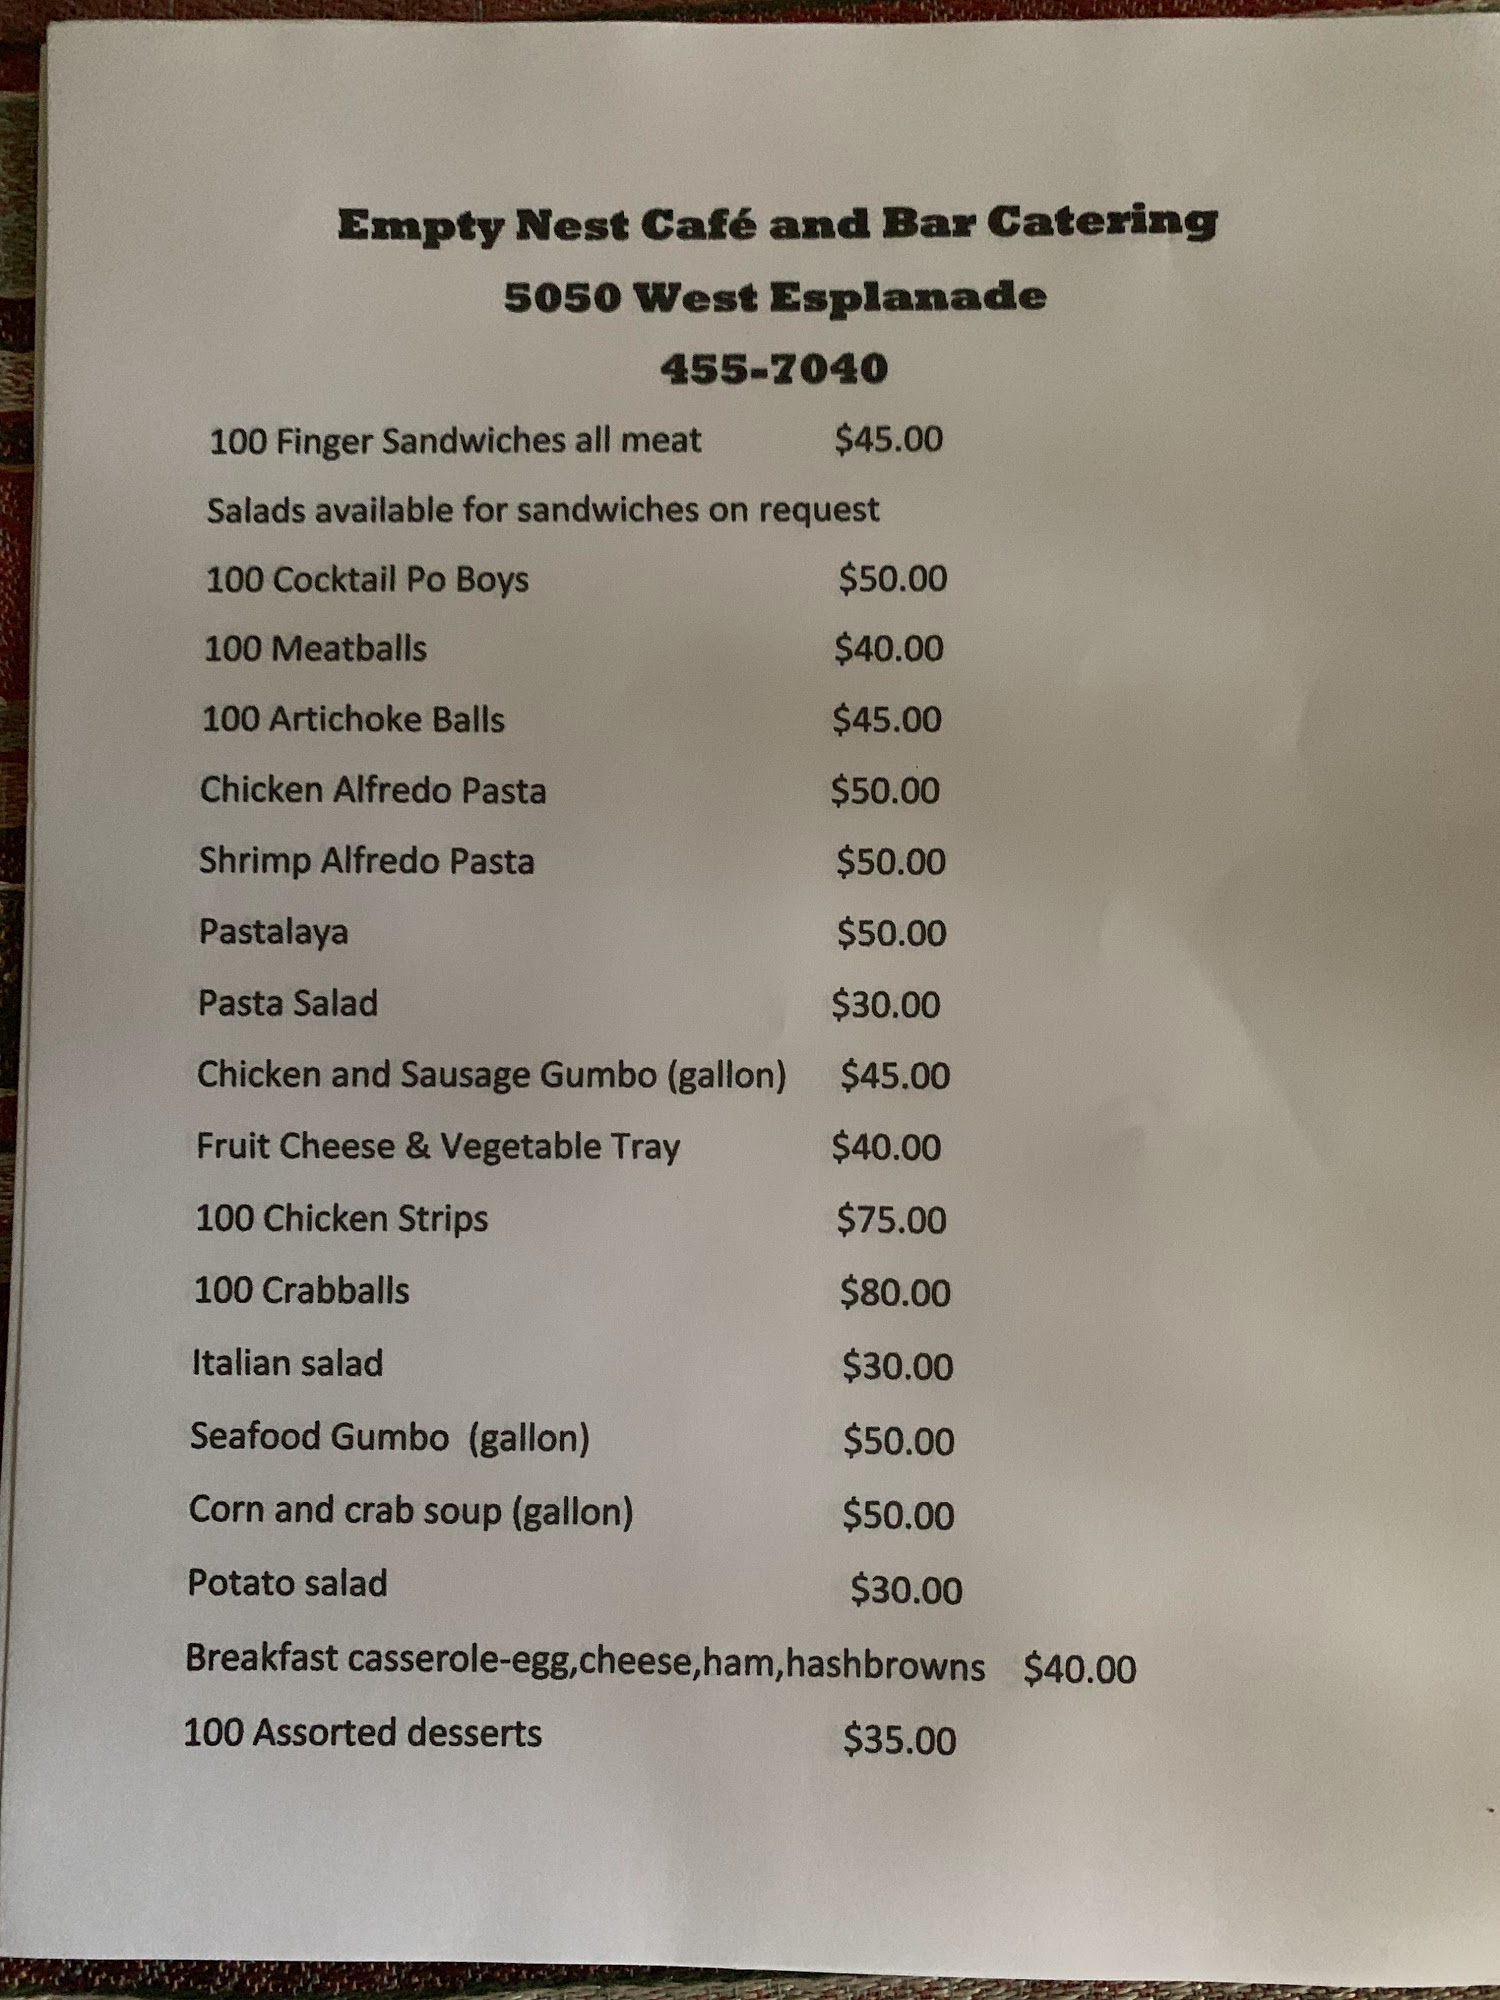 Empty Nest Café and Bar Catering
5050 West Esplanade
455-7040
100 Finger Sandwiches all meat $45.00
Salads available for sandwiches on request
100 Cocktail Po Boys $50.00
100 Meatballs $40.00
100 Artichoke Balls $45.00
Chicken Alfredo Pasta $50.00
Shrimp Alfredo Pasta $50.00
Pastalaya $50.00
Pasta Salad $30.00
Chicken and Sausage Gumbo (gallon) $45.00
Fruit Cheese & Vegetable Tray $40.00
100 Chicken Strips $75.00
100 Crabballs $80.00
Italian salad $30.00
Seafood Gumbo (gallon) $50.00
Corn and crab soup (gallon) $50.00
Potato salad $30.00
Breakfast casserole-egg,cheese,ham,hashbrowns $40.00
100 Assorted desserts $35.00